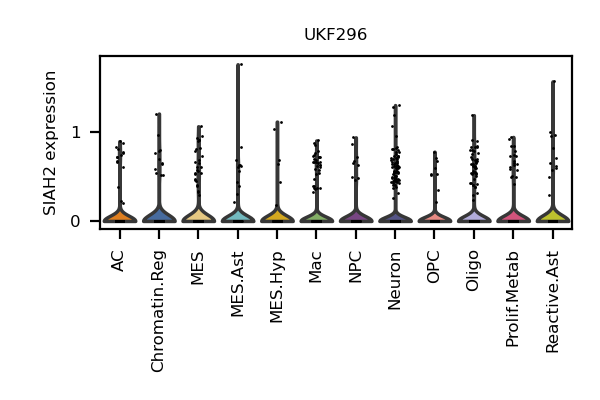 UKF296
SIAH2 expression
1
0
AC
Chromatin.Reg
MES
MES.Ast
MES.Hyp
Mac
NPC
Neuron
OPC
Oligo
Prolif.Metab
Reactive.Ast